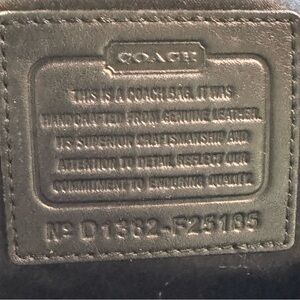 COACH
THIS IS A COACH BAG. IT WAS
HANDCRAFTED FROM GENUINE LEATHER.
ITS SUPERIOR CRAFTSMANSHIP AND
ATTENTION TO DETAIL REFLECT OUR
COMMITMENT TO ENDURING QUALITY.
Nº D1382-F25195